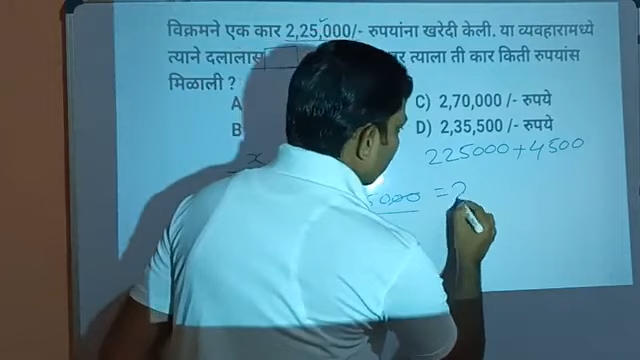 विक्रमने एक कार 2,25,000/- रुपयांना खरेदी केली. या व्यवहारामध्ये
त्याने दलालास त्याला ती कार किती रुपयांस
मिळाली ?
A
C) 2,70,000 /- रुपये
B
D) 2,35,500 /- रुपये
225000+4500
x
5000 = 2